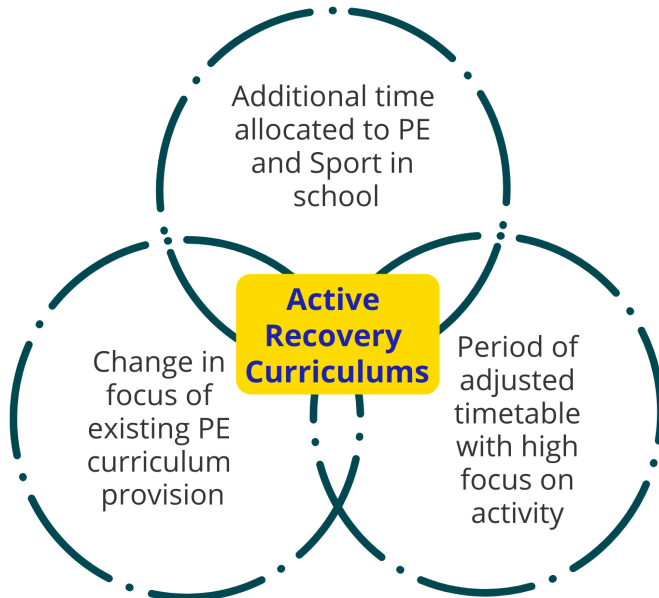 Additional time
allocated to PE
and Sport in
school
Active
Recovery
Curriculums
Change in
focus of
existing PE
curriculum
provision
Period of
adjusted
timetable
with high
focus on
activity